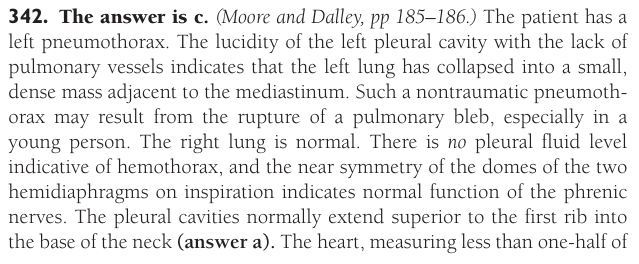 342. The answer is c. (Moore and Dalley, pp 185–186.) The patient has a
left pneumothorax. The lucidity of the left pleural cavity with the lack of
pulmonary vessels indicates that the left lung has collapsed into a small,
dense mass adjacent to the mediastinum. Such a nontraumatic pneumoth-
orax may result from the rupture of a pulmonary bleb, especially in a
young person. The right lung is normal. There is no pleural fluid level
indicative of hemothorax, and the near symmetry of the domes of the two
hemidiaphragms on inspiration indicates normal function of the phrenic
nerves. The pleural cavities normally extend superior to the first rib into
the base of the neck (answer a). The heart, measuring less than one-half of